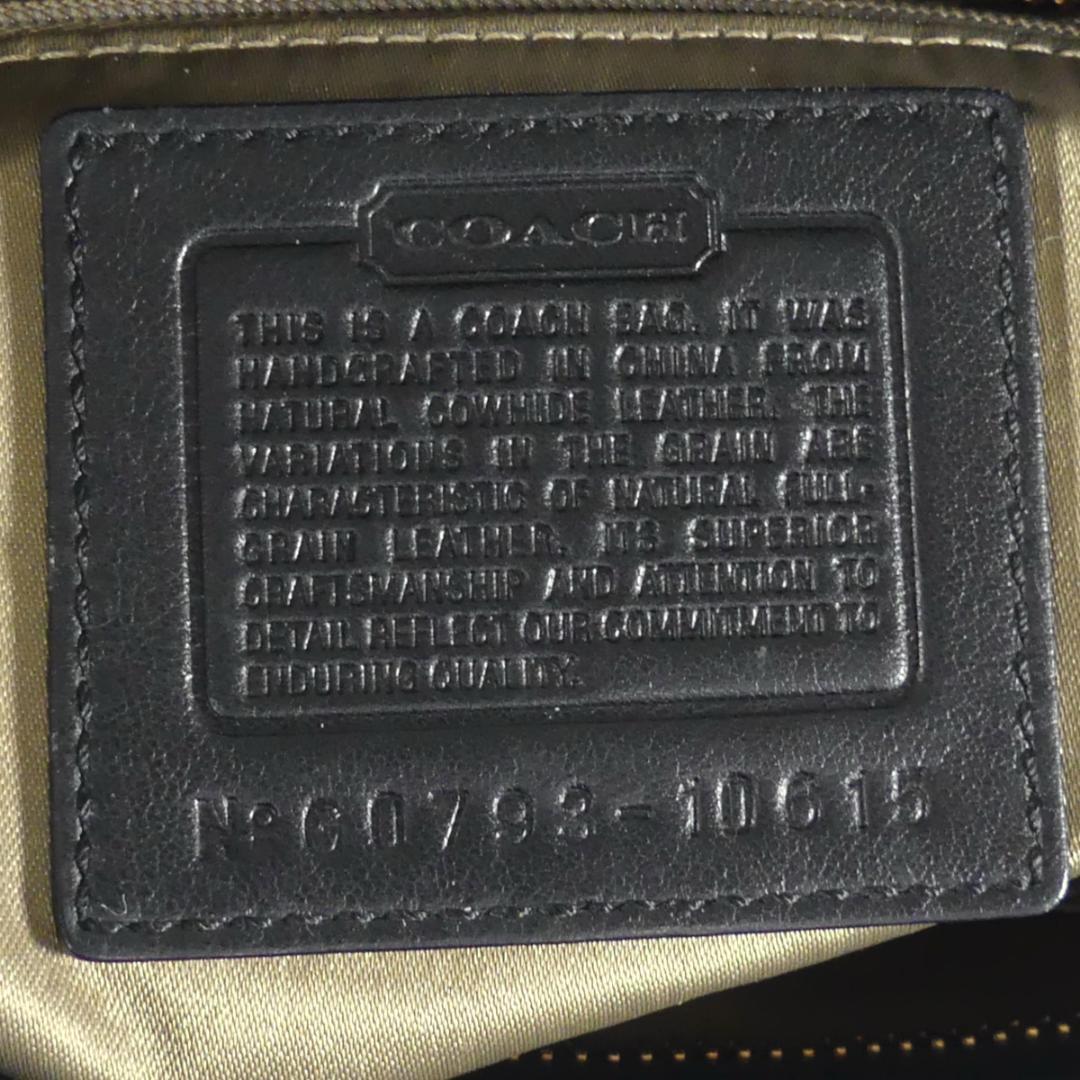 COACH
THIS IS A COACH BAG. IT WAS
HANDCRAFTED IN CHINA FROM
NATURAL COWHIDE LEATHER. THE
VARIATIONS IN THE GRAIN ARE
CHARACTERISTIC OF NATURAL FULL-
GRAIN LEATHER. ITS SUPERIOR
CRAFTSMANSHIP AND ATTENTION TO
DETAIL REFLECT OUR COMMITMENT TO
ENDURING QUALITY.
No G0793-10615